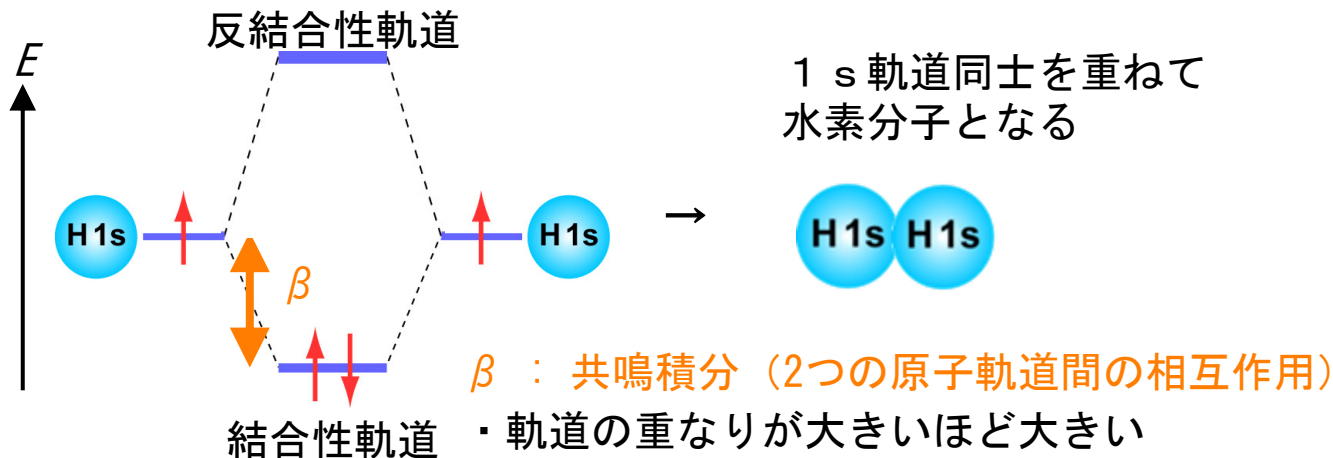 反結合性軌道
E
1s軌道同士を重ねて
水素分子となる
H1s
H1s
→
H1s H1s
β
β : 共鳴積分（2つの原子軌道間の相互作用）
結合性軌道
・軌道の重なりが大きいほど大きい